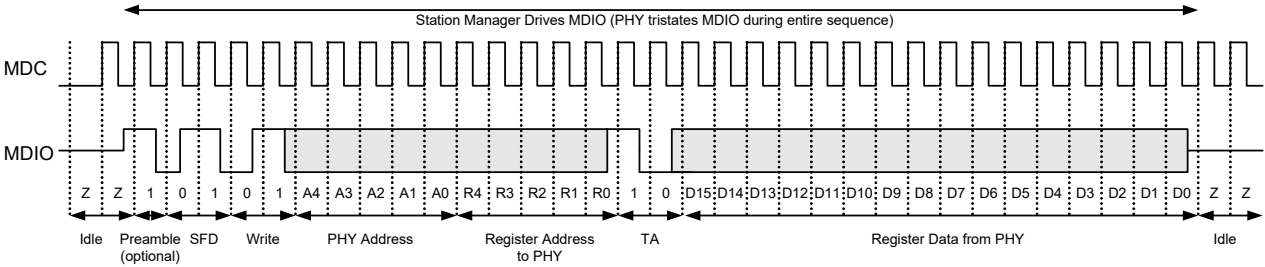 Station Manager Drives MDIO (PHY tristates MDIO during entire sequence)
MDC
MDIO
Z Z 1 0 1 0 1 A4 A3 A2 A1 A0 R4 R3 R2 R1 R0 1 0 D15 D14 D13 D12 D11 D10 D9 D8 D7 D6 D5 D4 D3 D2 D1 D0 Z Z
Idle Preamble SFD Write PHY Address Register Address TA Register Data from PHY Idle
(optional) to PHY